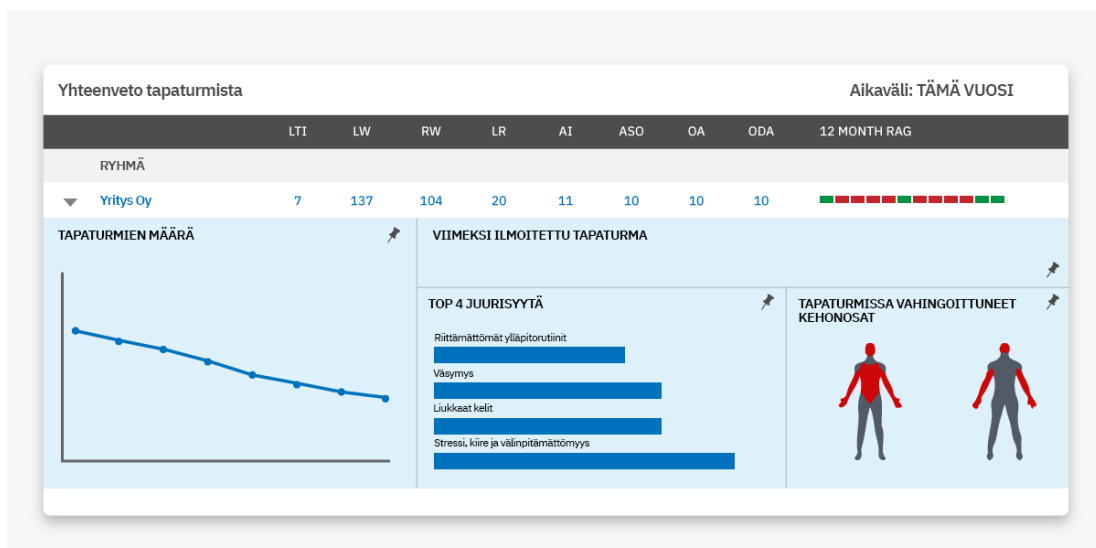 Yhteenveto tapaturmista
Aikaväli: TÄMÄ VUOSI
LTI LW RW LR AI ASO OA ODA 12 MONTH RAG
RYHMÄ
Yritys Oy 7 137 104 20 11 10 10 10
TAPATURMIEN MÄÄRÄ
VIIMEKSI ILMOITETTU TAPATURMA
TOP 4 JUURISYYTÄ
Riittämättömät ylläpitorutiinit
Väsymys
Liukkaat kelit
Stressi, kiire ja välinpitämättömyys
TAPATURMISSA VAHINGOITTUNEET
KEHONOSAT